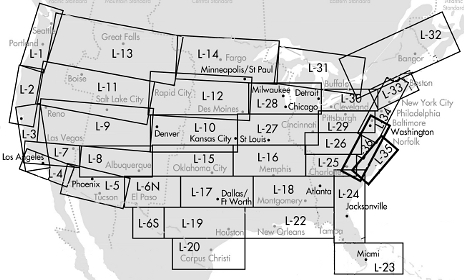 Seattle
Portland
L-1
Great Falls
L-13
L-14
Fargo
Minneapolis/St Paul
L-31
L-32
Bangor
L-2
Boise
L-11
Salt Lake City
Rapid City
L-12
Des Moines
Milwaukee
L-28
Chicago
Detroit
Buffalo
L-30
Cleveland
L-33
Boston
New York City
L-34
Philadelphia
Baltimore
Washington
Norfolk
L-35
L-3
Reno
Las Vegas
L-9
Denver
L-10
Kansas City
St Louis
L-27
Cincinnati
Pittsburgh
L-29
L-26
L-25
Charlotte
Los Angeles
L-7
L-4
L-8
Albuquerque
L-15
Oklahoma City
L-16
Memphis
Phoenix
L-5
Tucson
L-6N
El Paso
L-17
Dallas/
Ft Worth
L-18
Montgomery
Atlanta
L-24
Jacksonville
L-6S
L-19
Houston
L-22
New Orleans
Tampa
L-20
Corpus Christi
Miami
L-23